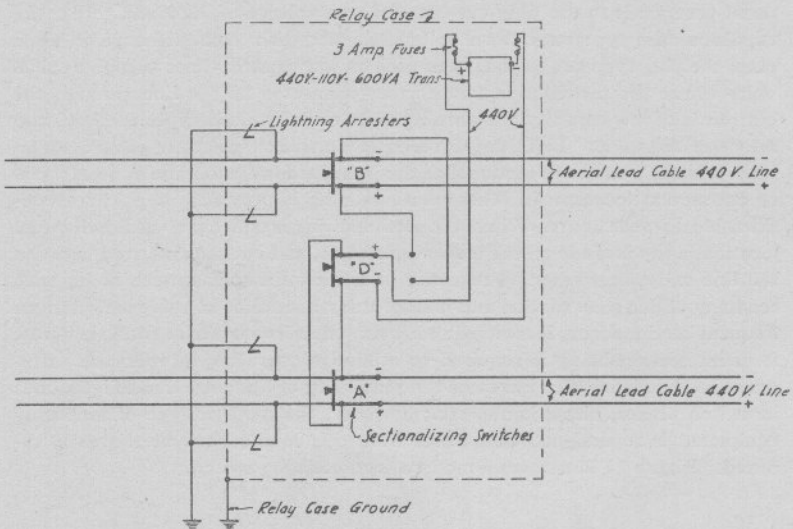 Relay Case
3 Amp. Fuses
+ -
440V-110V-600VA Trans
440V
Lightning Arresters
-
"B"
-
Aerial Lead Cable 440 V. Line
+
+
+
"D"
-
-
"A"
-
Aerial Lead Cable 440 V. Line
+
+
Sectionalizing Switches
Relay Case Ground